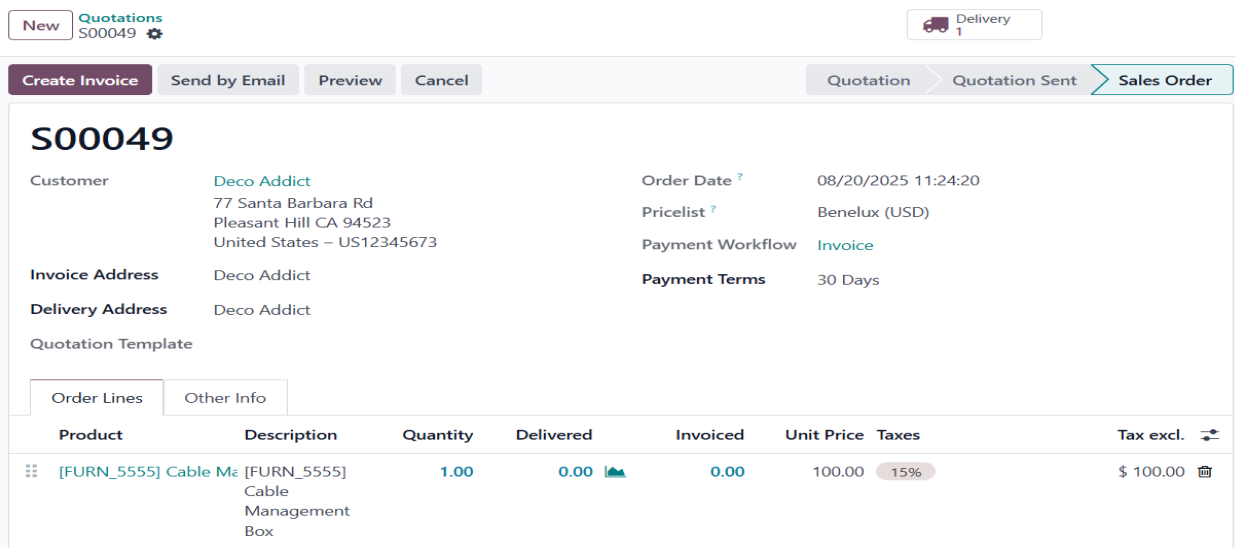 New Quotations
S00049
Delivery
1
Create Invoice Send by Email Preview Cancel Quotation Quotation Sent Sales Order
S00049
Customer Deco Addict
77 Santa Barbara Rd
Pleasant Hill CA 94523
United States – US12345673
Invoice Address Deco Addict
Delivery Address Deco Addict
Quotation Template
Order Date ? 08/20/2025 11:24:20
Pricelist ? Benelux (USD)
Payment Workflow Invoice
Payment Terms 30 Days
Order Lines Other Info
Product Description Quantity Delivered Invoiced Unit Price Taxes Tax excl.
[FURN_5555] Cable Ma [FURN_5555] 1.00 0.00 0.00 100.00 15% $ 100.00
Cable
Management
Box